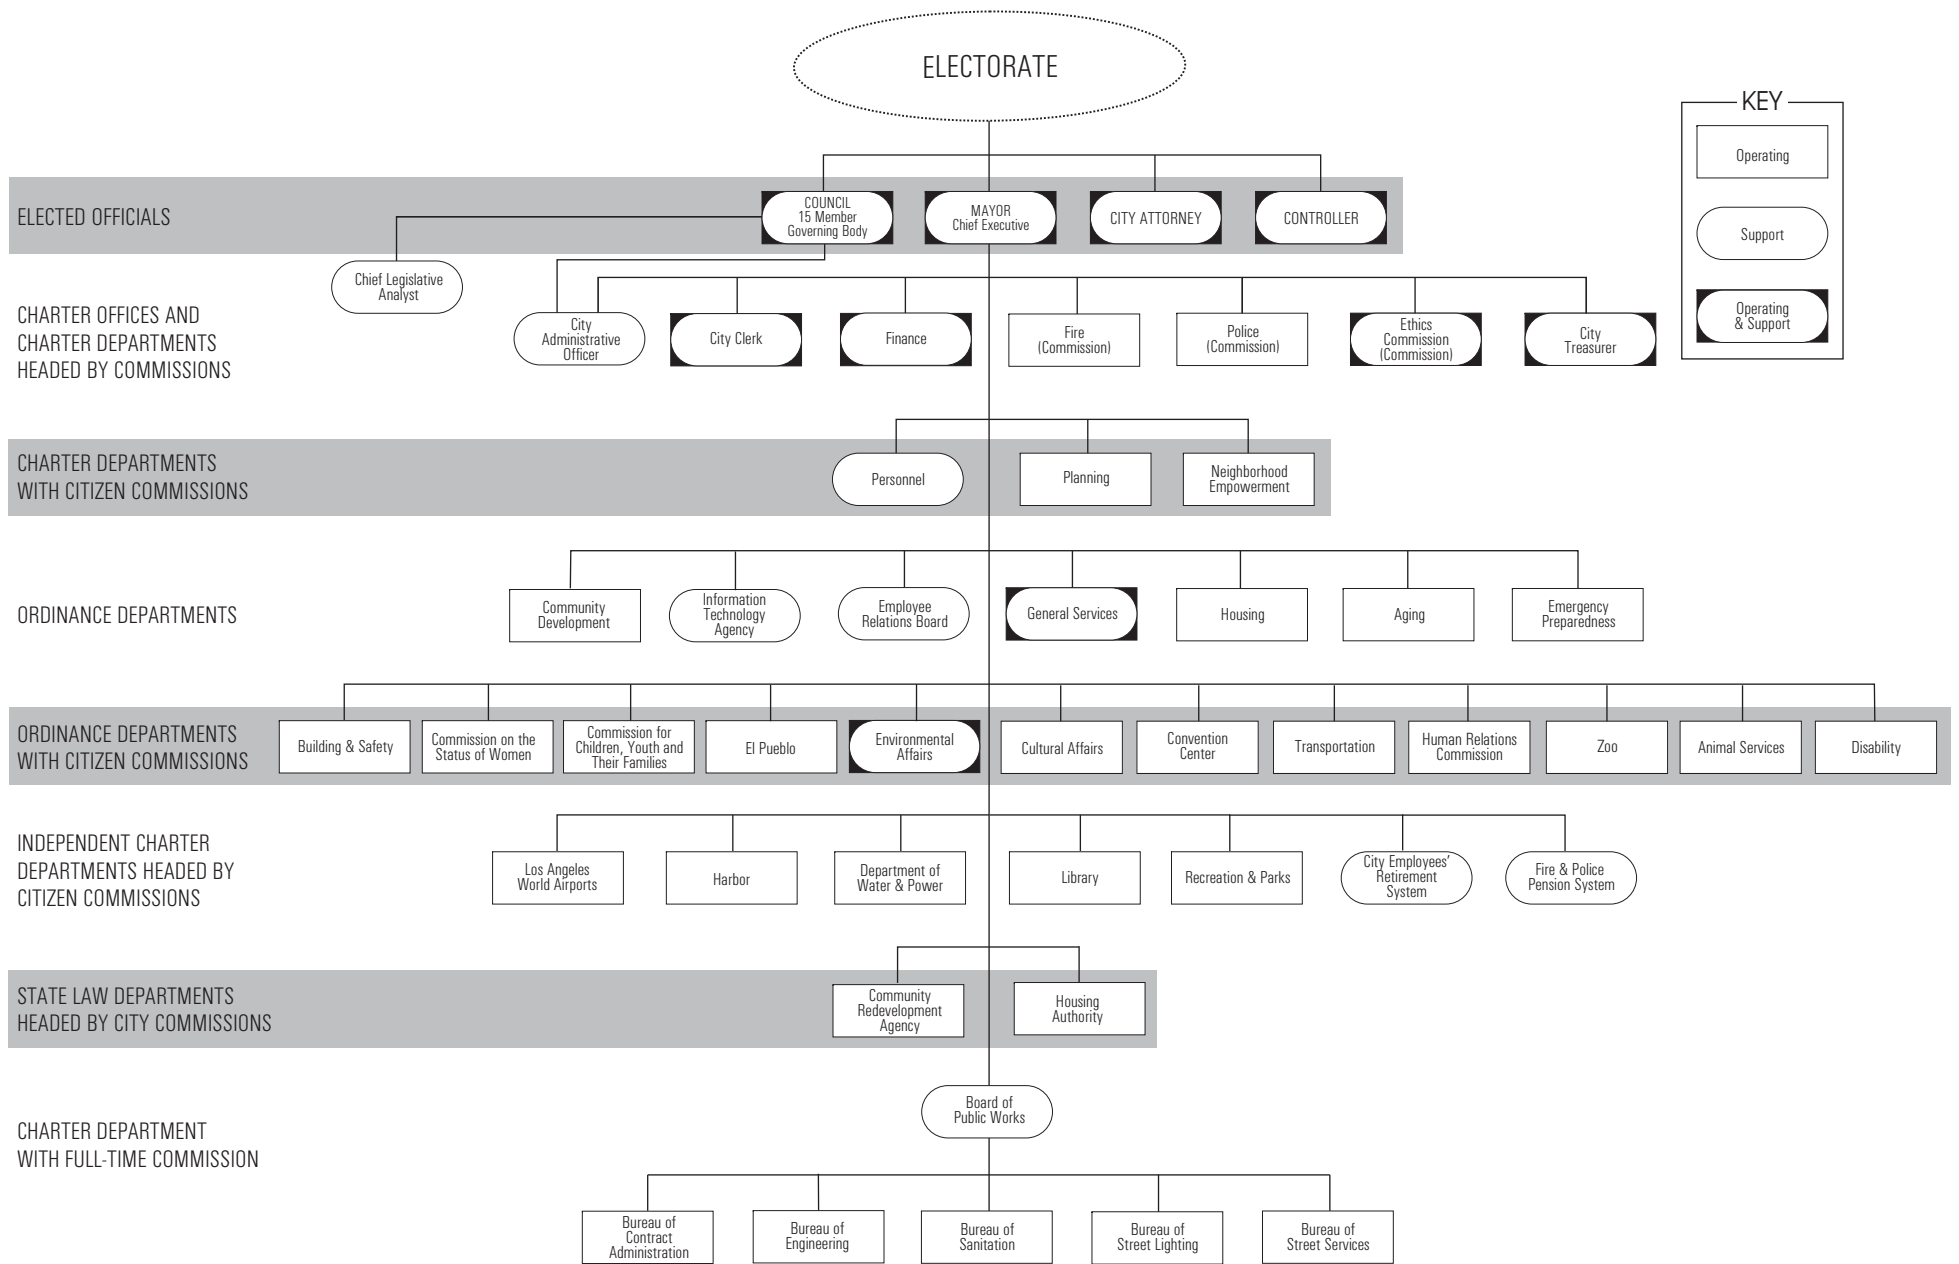 ELECTORATE
KEY
Operating
Support
Operating
& Support
ELECTED OFFICIALS
COUNCIL
15 Member
Governing Body
MAYOR
Chief Executive
CITY ATTORNEY
CONTROLLER
Chief Legislative
Analyst
CHARTER OFFICES AND
CHARTER DEPARTMENTS
HEADED BY COMMISSIONS
City
Administrative
Officer
City Clerk
Finance
Fire
(Commission)
Police
(Commission)
Ethics
Commission
(Commission)
City
Treasurer
CHARTER DEPARTMENTS
WITH CITIZEN COMMISSIONS
Personnel
Planning
Neighborhood
Empowerment
ORDINANCE DEPARTMENTS
Community
Development
Information
Technology
Agency
Employee
Relations Board
General Services
Housing
Aging
Emergency
Preparedness
ORDINANCE DEPARTMENTS
WITH CITIZEN COMMISSIONS
Building & Safety
Commission on the
Status of Women
Commission for
Children, Youth and
Their Families
El Pueblo
Environmental
Affairs
Cultural Affairs
Convention
Center
Transportation
Human Relations
Commission
Zoo
Animal Services
Disability
INDEPENDENT CHARTER
DEPARTMENTS HEADED BY
CITIZEN COMMISSIONS
Los Angeles
World Airports
Harbor
Department of
Water & Power
Library
Recreation & Parks
City Employees’
Retirement
System
Fire & Police
Pension System
STATE LAW DEPARTMENTS
HEADED BY CITY COMMISSIONS
Community
Redevelopment
Agency
Housing
Authority
CHARTER DEPARTMENT
WITH FULL-TIME COMMISSION
Board of
Public Works
Bureau of
Contract
Administration
Bureau of
Engineering
Bureau of
Sanitation
Bureau of
Street Lighting
Bureau of
Street Services